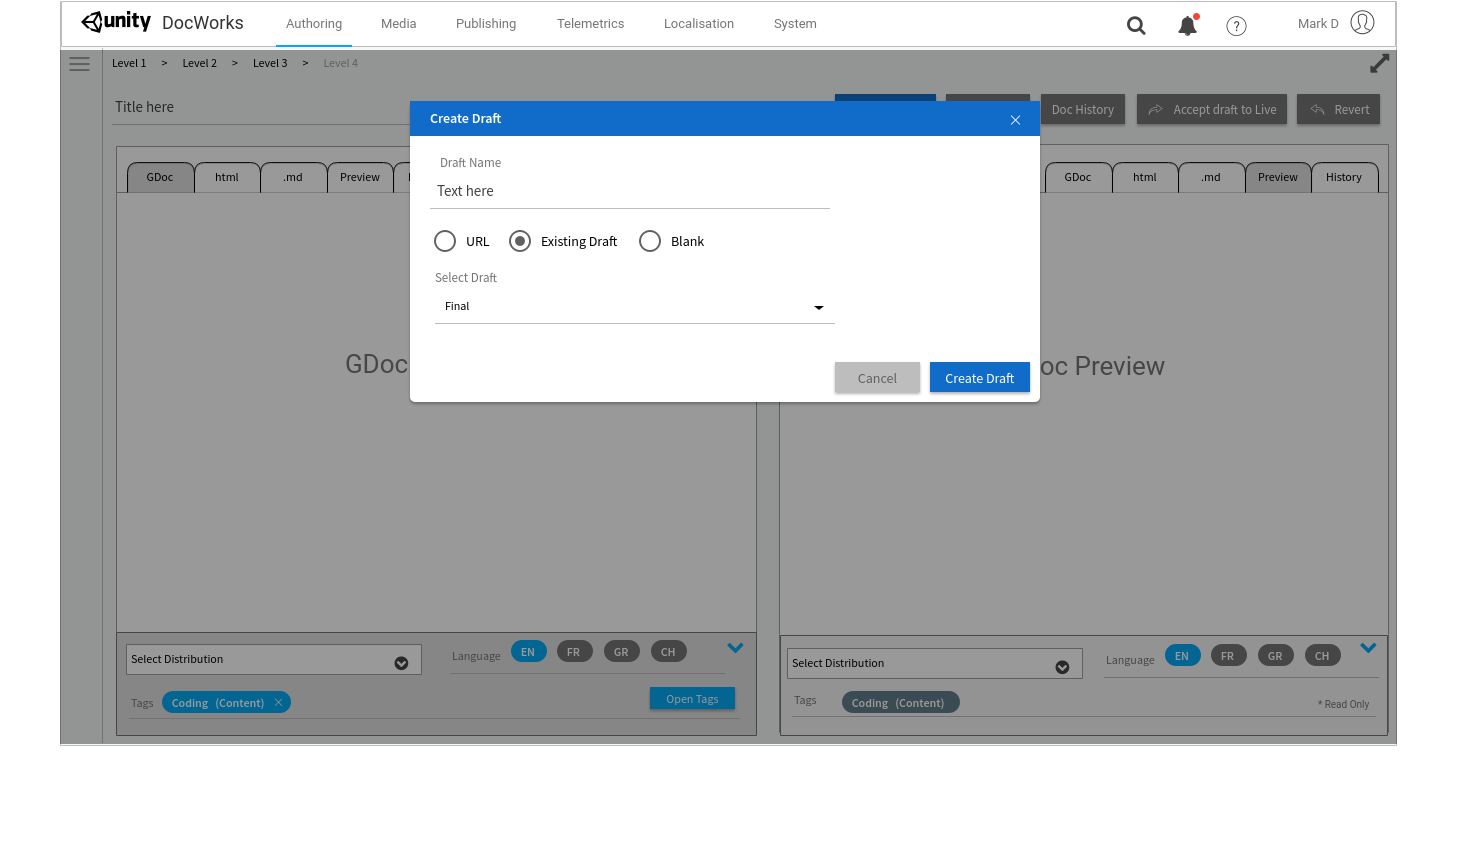 unity DocWorks Authoring Media Publishing Telemetrics Localisation System ? Mark D
Level 1 > Level 2 > Level 3 > Level 4
Title here
Doc History Accept draft to Live Revert
Create Draft
Draft Name
Text here
URL Existing Draft Blank
Select Draft
Final
Cancel Create Draft
GDoc html .md Preview
GDoc html .md Preview History
GDoc
oc Preview
Select Distribution Language EN FR GR CH
Tags Coding (Content) Open Tags
Select Distribution Language EN FR GR CH
Tags Coding (Content) * Read Only